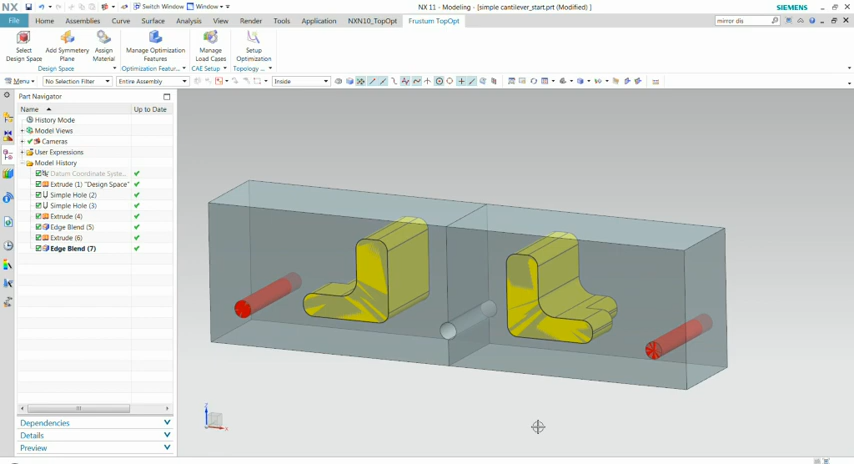 NX Switch Window Window NX 11 - Modeling - [simple cantilever_start.prt (Modified) ] SIEMENS
File Home Assemblies Curve Surface Analysis View Render Tools Application NXN10_TopOpt Frustum TopOpt mirror dis
Select Design Space
Add Symmetry Plane
Assign Material
Manage Optimization Features
Manage Load Cases
Setup Optimization
Design Space Optimization Featur... CAE Setup Topology ...
Menu No Selection Filter Entire Assembly Inside
Part Navigator
Name Up to Date
History Mode
Model Views
Cameras
User Expressions
Model History
Datum Coordinate Syste...
Extrude (1) "Design Space"
Simple Hole (2)
Simple Hole (3)
Extrude (4)
Edge Blend (5)
Extrude (6)
Edge Blend (7)
Dependencies
Details
Preview
Z
X